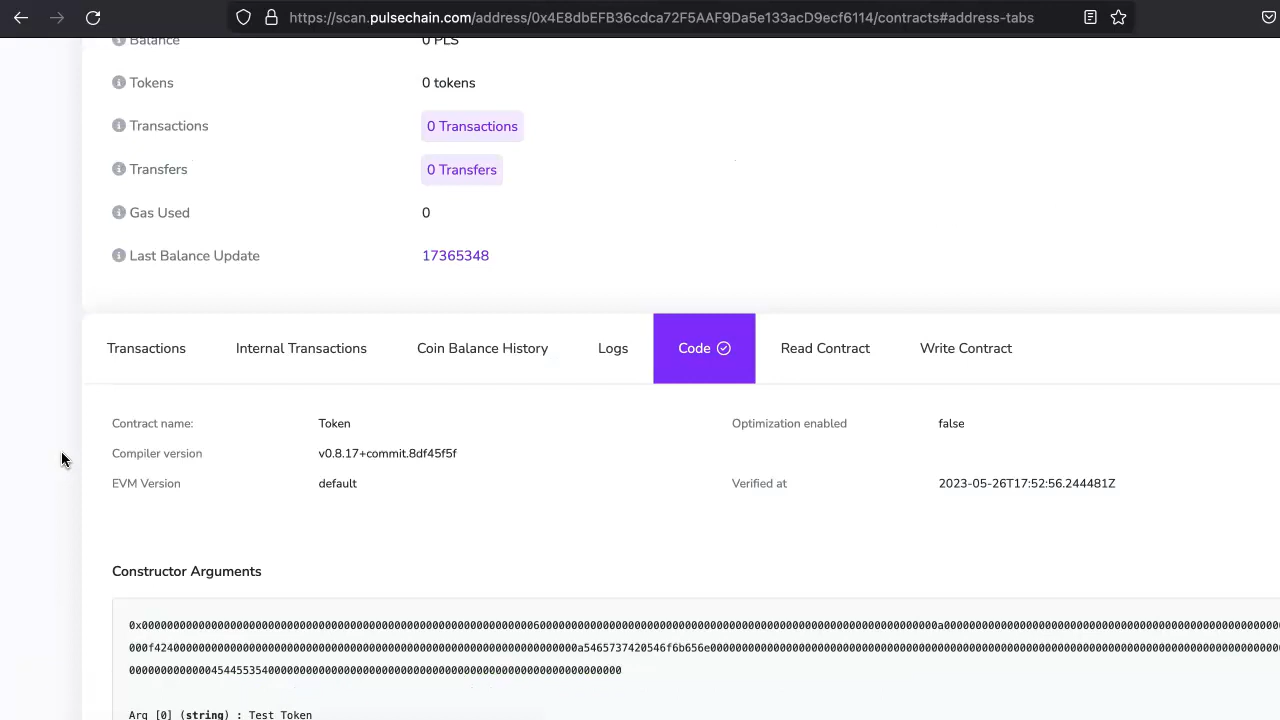 https://scan.pulsechain.com/address/0x4E8dbEFB36cdca72F5AAF9Da5e133acD9ecf6114/contracts#address-tabs
Balance 0 PLS
Tokens 0 tokens
Transactions 0 Transactions
Transfers 0 Transfers
Gas Used 0
Last Balance Update 17365348
Transactions Internal Transactions Coin Balance History Logs Code Read Contract Write Contract
Contract name: Token Optimization enabled false
Compiler version v0.8.17+commit.8df45f5f
EVM Version default Verified at 2023-05-26T17:52:56.244481Z
Constructor Arguments
Arg [0] (string) : Test Token